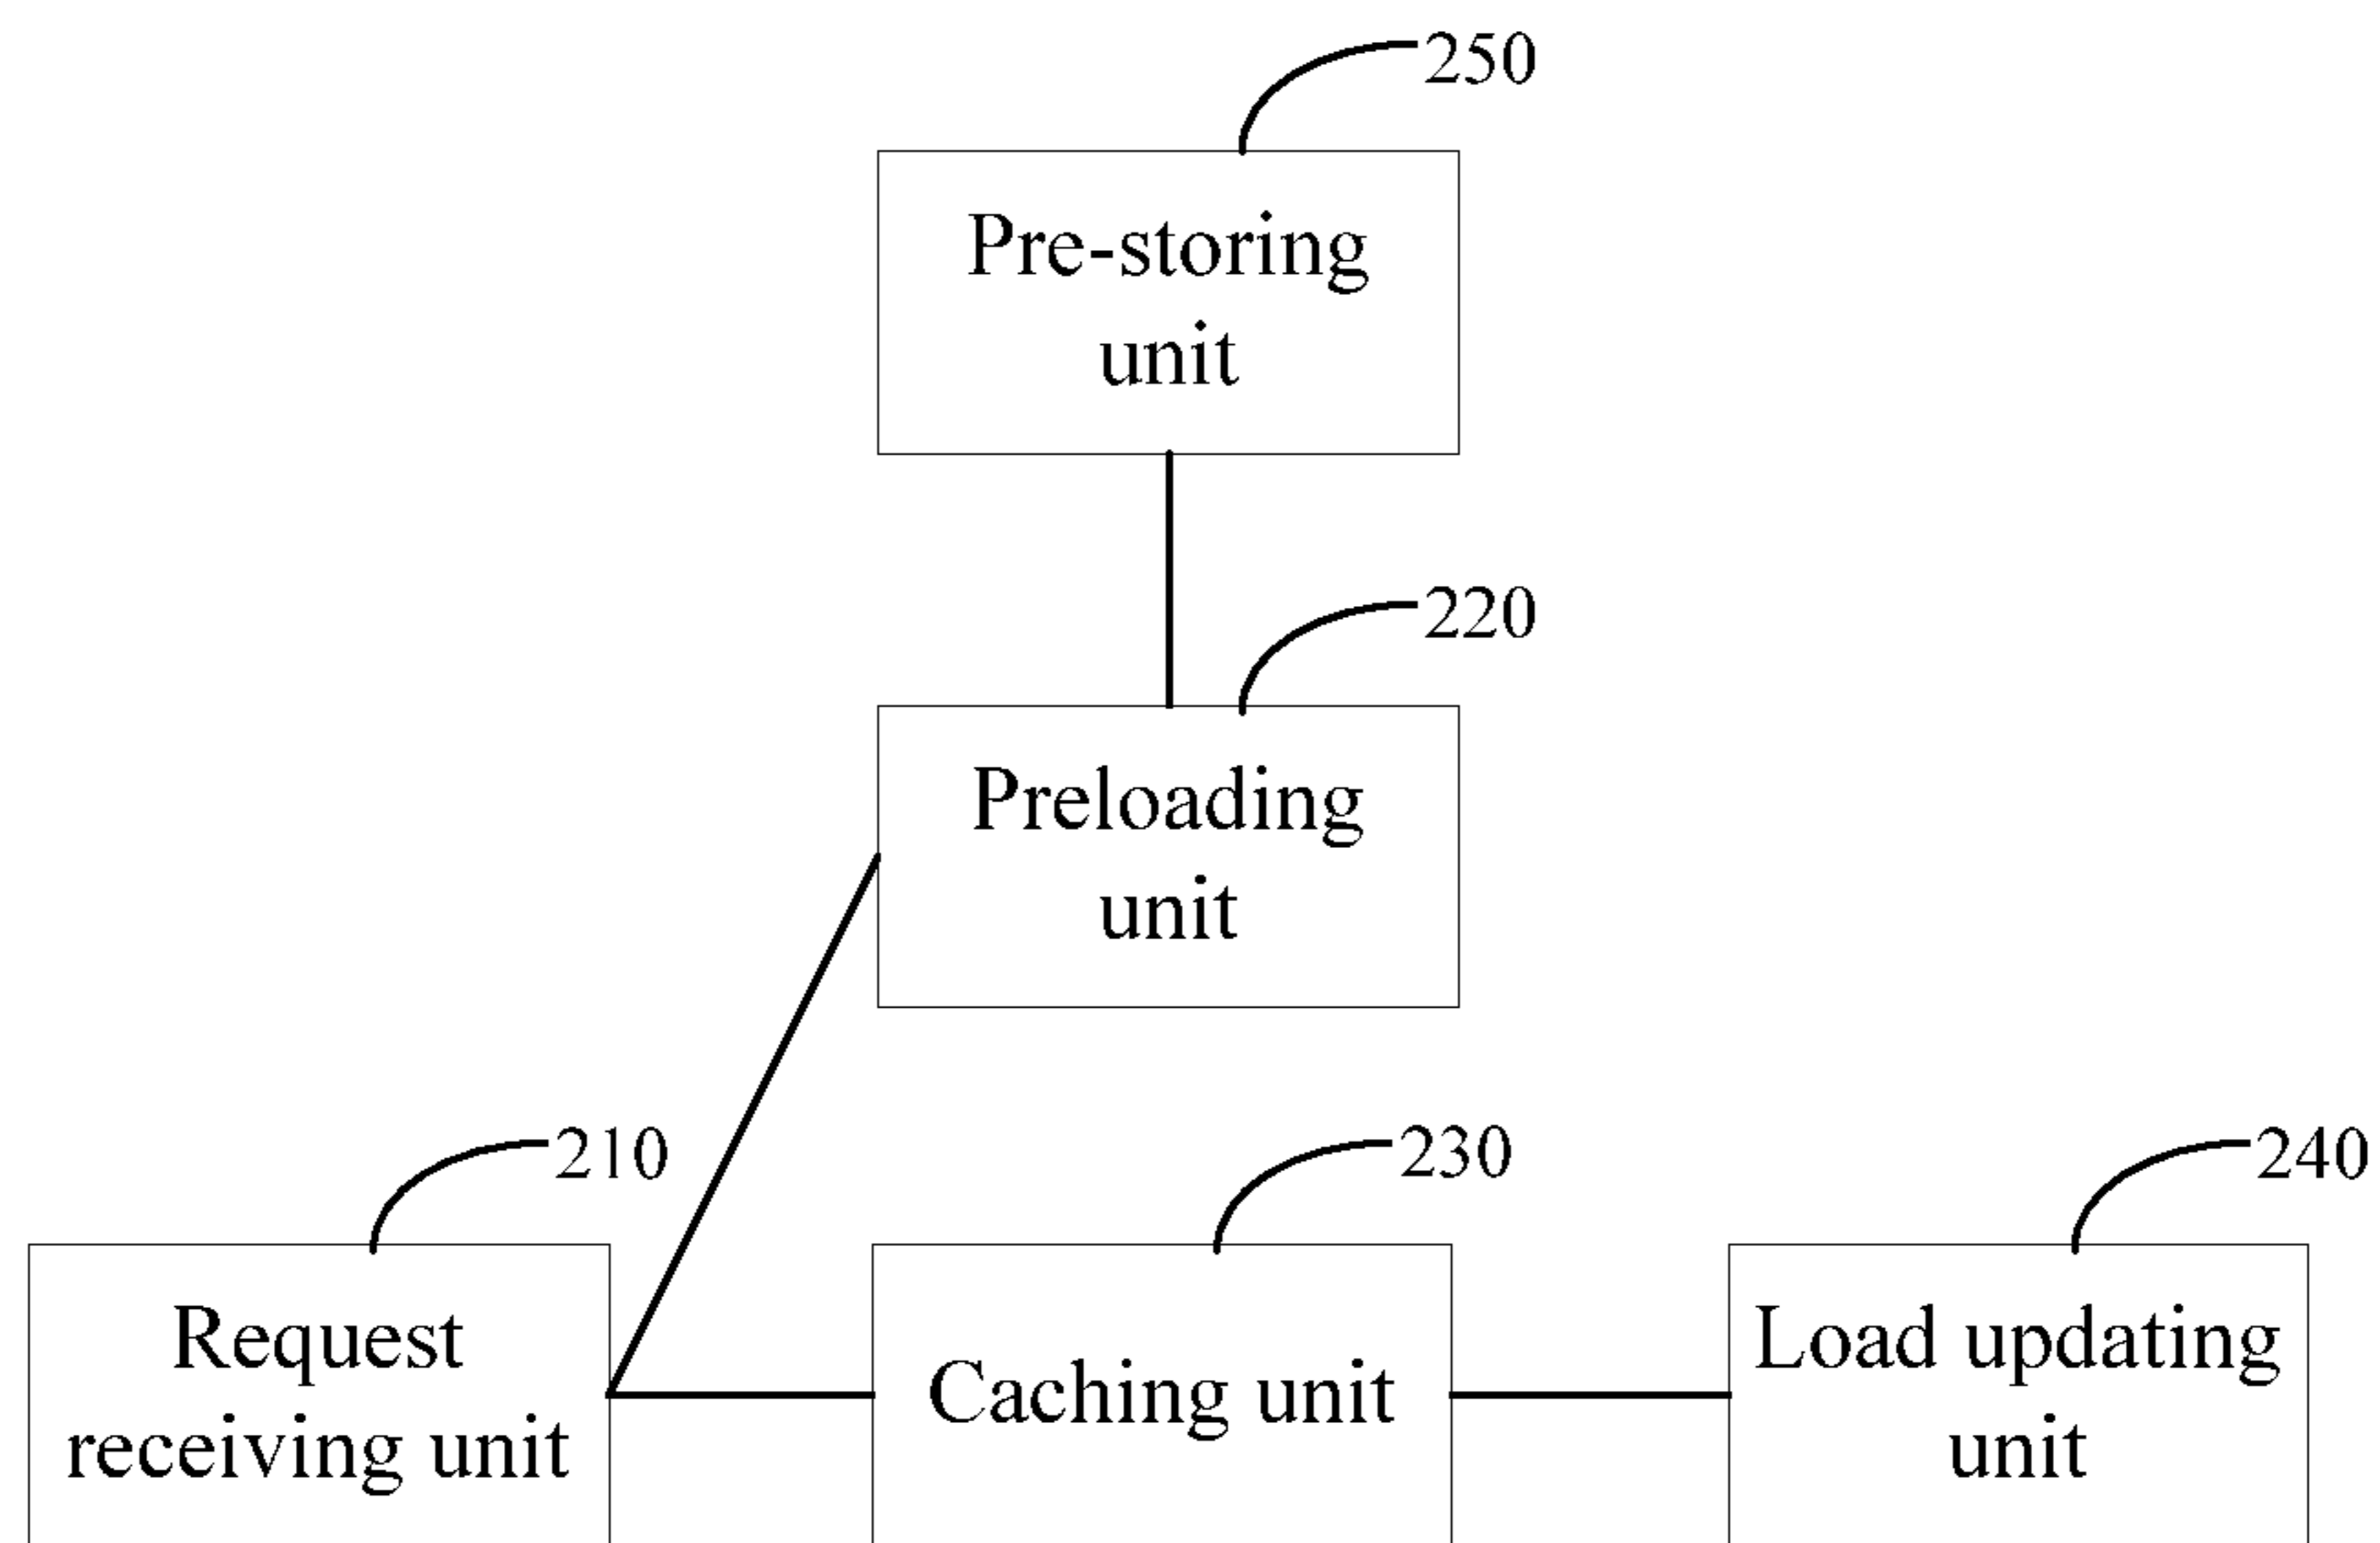 250
Pre-storing
unit
220
Preloading
unit
210
230
240
Request
receiving unit
Caching unit
Load updating
unit